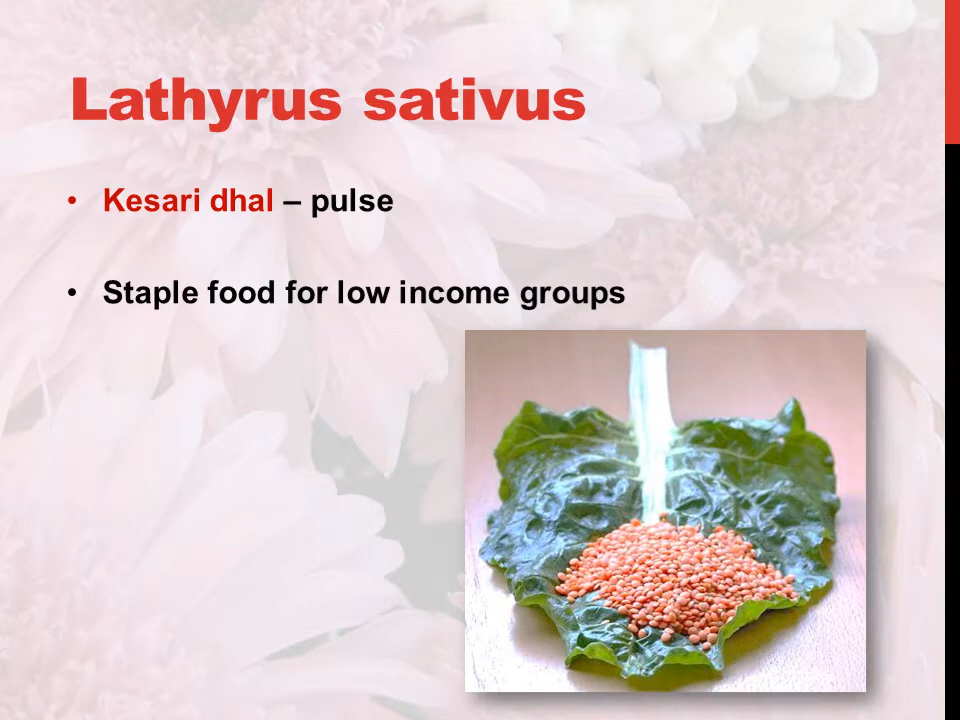 Lathyrus sativus
• Kesari dhal – pulse
• Staple food for low income groups